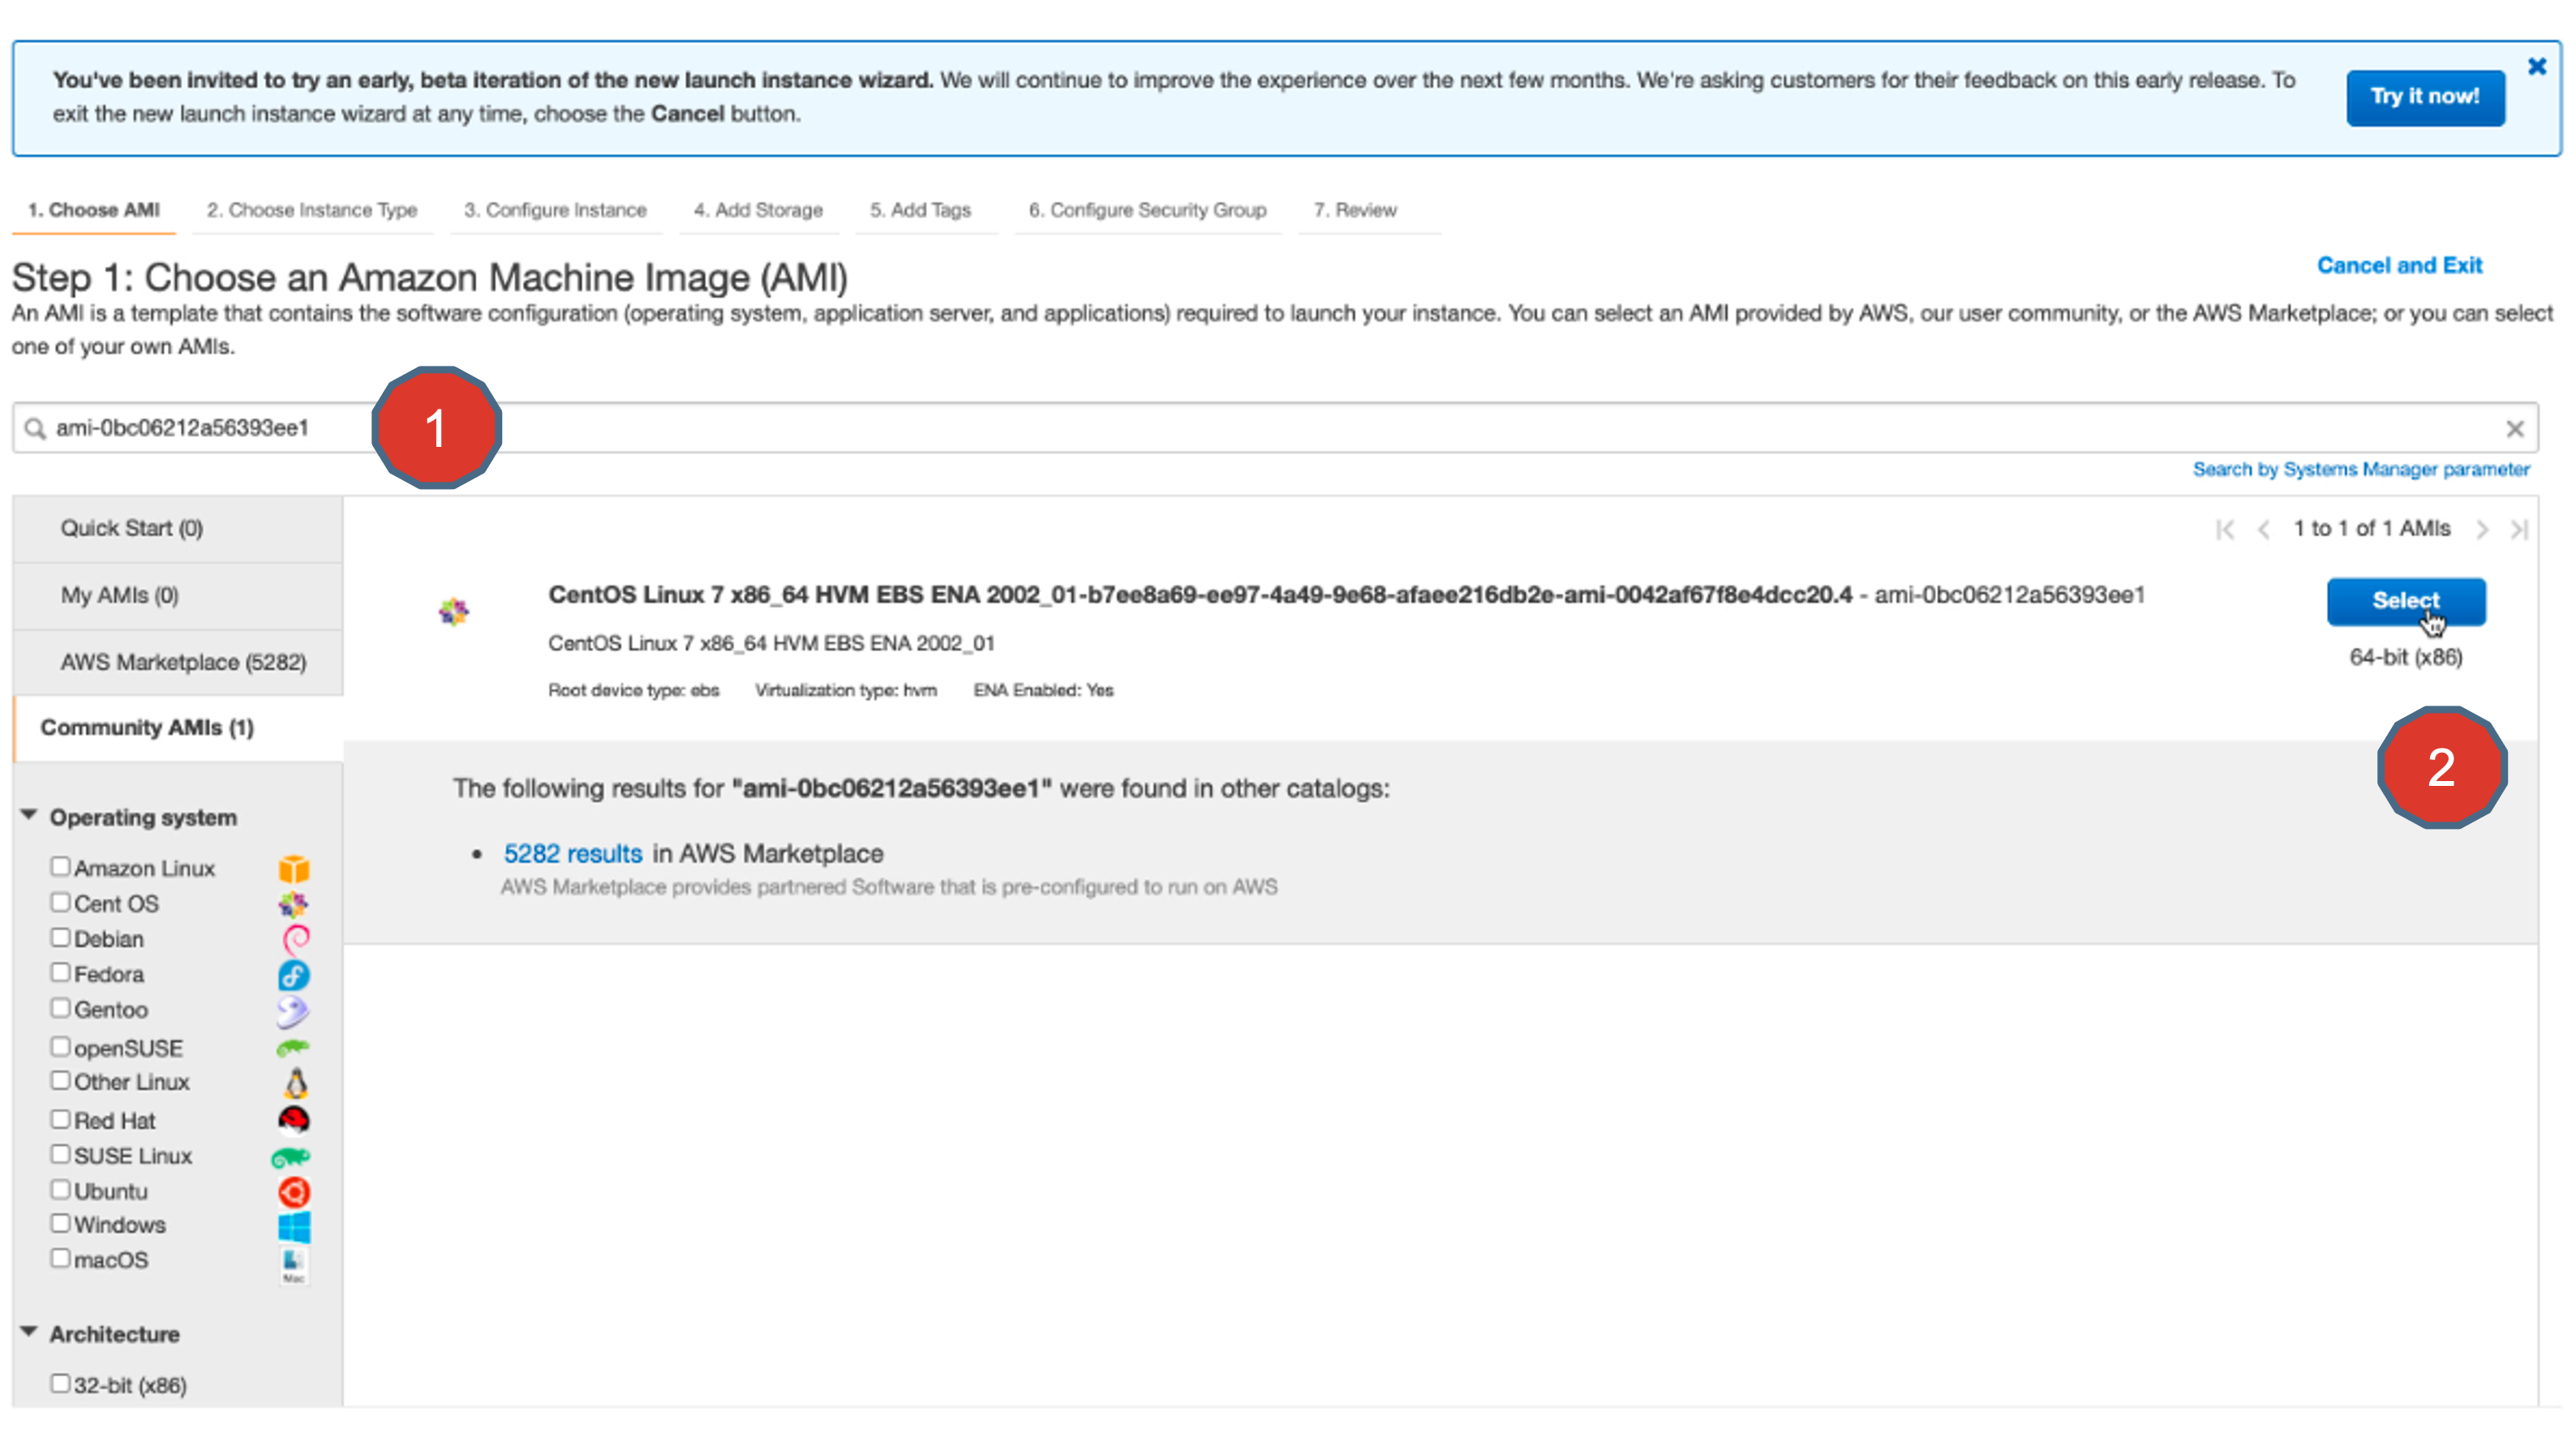 You've been invited to try an early, beta iteration of the new launch instance wizard. We will continue to improve the experience over the next few months. We're asking customers for their feedback on this early release. To
exit the new launch instance wizard at any time, choose the Cancel button.
Try it now!
1. Choose AMI 2. Choose Instance Type 3. Configure Instance 4. Add Storage 5. Add Tags 6. Configure Security Group 7. Review
Step 1: Choose an Amazon Machine Image (AMI)
Cancel and Exit
An AMI is a template that contains the software configuration (operating system, application server, and applications) required to launch your instance. You can select an AMI provided by AWS, our user community, or the AWS Marketplace; or you can select
one of your own AMIs.
ami-0bc06212a56393ee1
1
Search by Systems Manager parameter
Quick Start (0)
My AMIs (0)
AWS Marketplace (5282)
Community AMIs (1)
Operating system
Amazon Linux
Cent OS
Debian
Fedora
Gentoo
openSUSE
Other Linux
Red Hat
SUSE Linux
Ubuntu
Windows
macOS
Mac
Architecture
32-bit (x86)
1 to 1 of 1 AMIs
CentOS Linux 7 x86_64 HVM EBS ENA 2002_01-b7ee8a69-ee97-4a49-9e68-afaee216db2e-ami-0042af67f8e4dcc20.4 - ami-0bc06212a56393ee1
Select
CentOS Linux 7 x86_64 HVM EBS ENA 2002_01
64-bit (x86)
Root device type: ebs Virtualization type: hvm ENA Enabled: Yes
2
The following results for "ami-0bc06212a56393ee1" were found in other catalogs:
• 5282 results in AWS Marketplace
AWS Marketplace provides partnered Software that is pre-configured to run on AWS